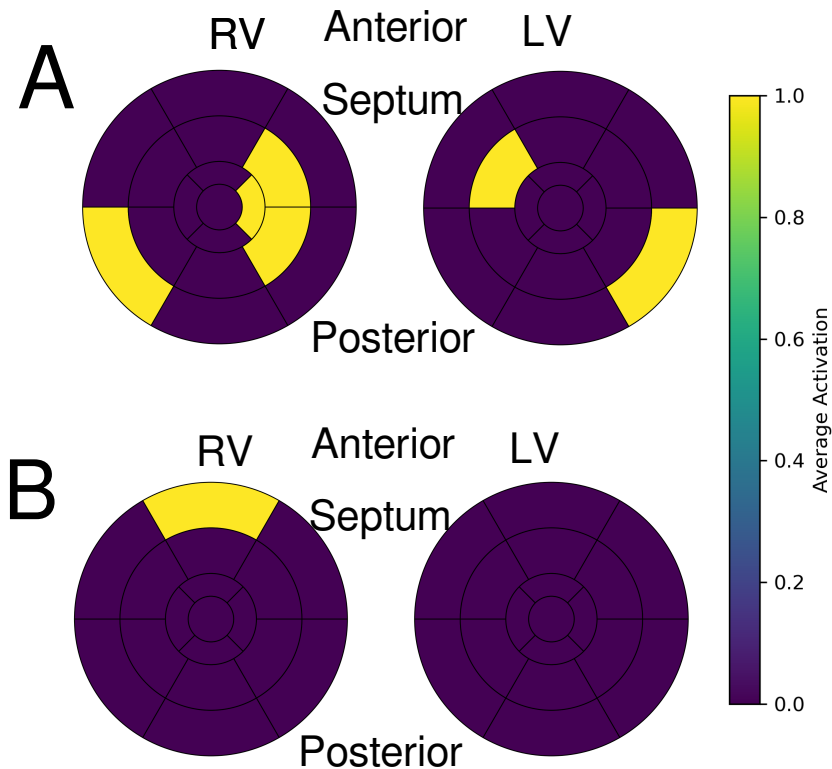 A
RV
Anterior
LV
Septum
Posterior
B
RV
Anterior
LV
Septum
Posterior
1.0
0.8
0.6
0.4
0.2
0.0
Average Activation